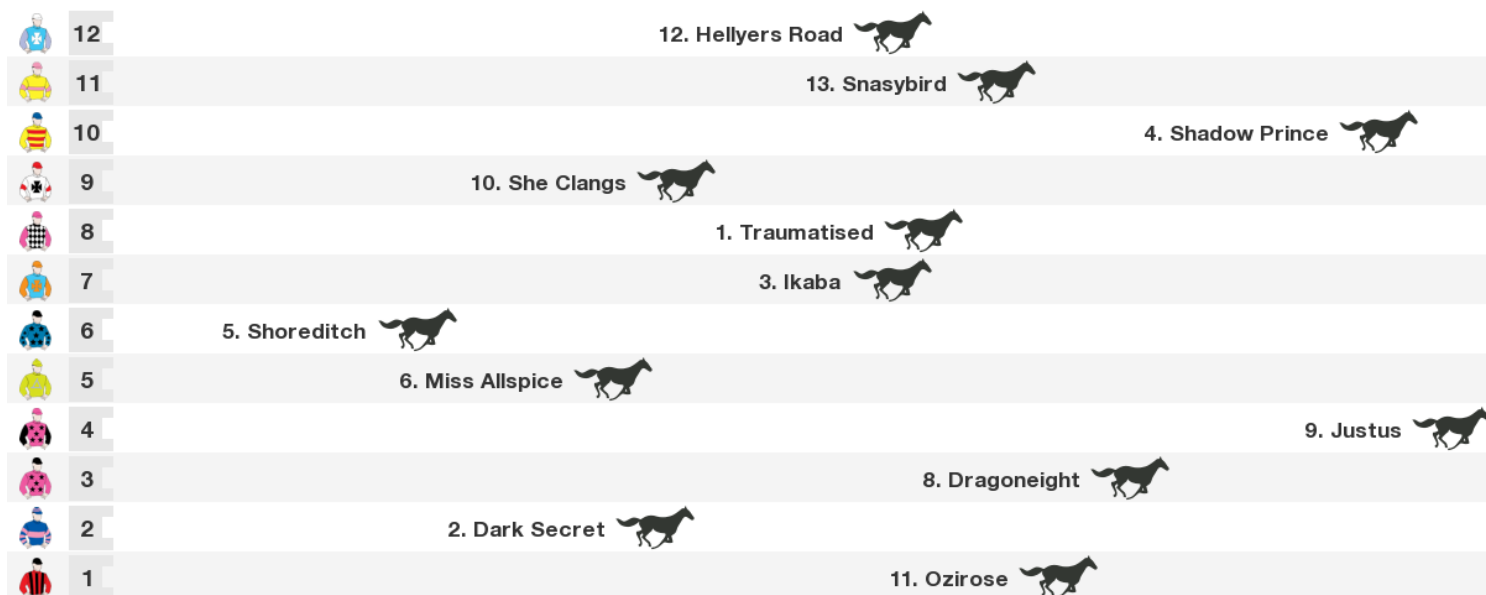 12 12. Hellyers Road
11 13. Snasybird
10 4. Shadow Prince
9 10. She Clangs
8 1. Traumatised
7 3. Ikaba
6 5. Shoreditch
5 6. Miss Allspice
4 9. Justus
3 8. Dragoneight
2 2. Dark Secret
1 11. Ozirose